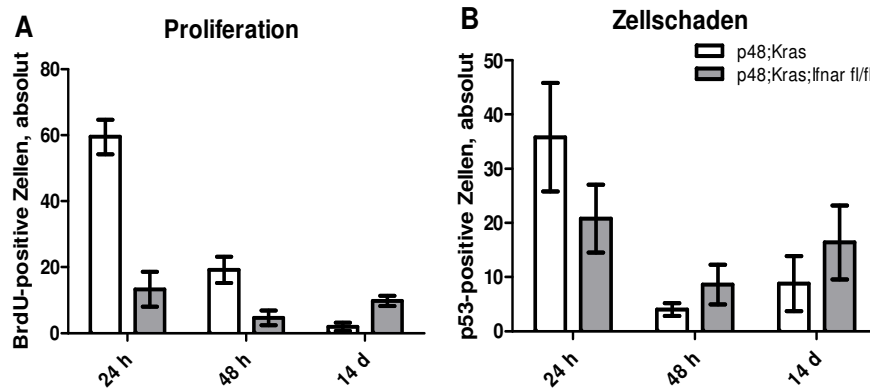 A
Proliferation
BrdU-positive Zellen, absolut
80
60
40
20
0
24 h
48 h
14 d
B
Zellschaden
p48;Kras
p48;Kras;Ifnar fl/fl
p53-positive Zellen, absolut
50
40
30
20
10
0
24 h
48 h
14 d